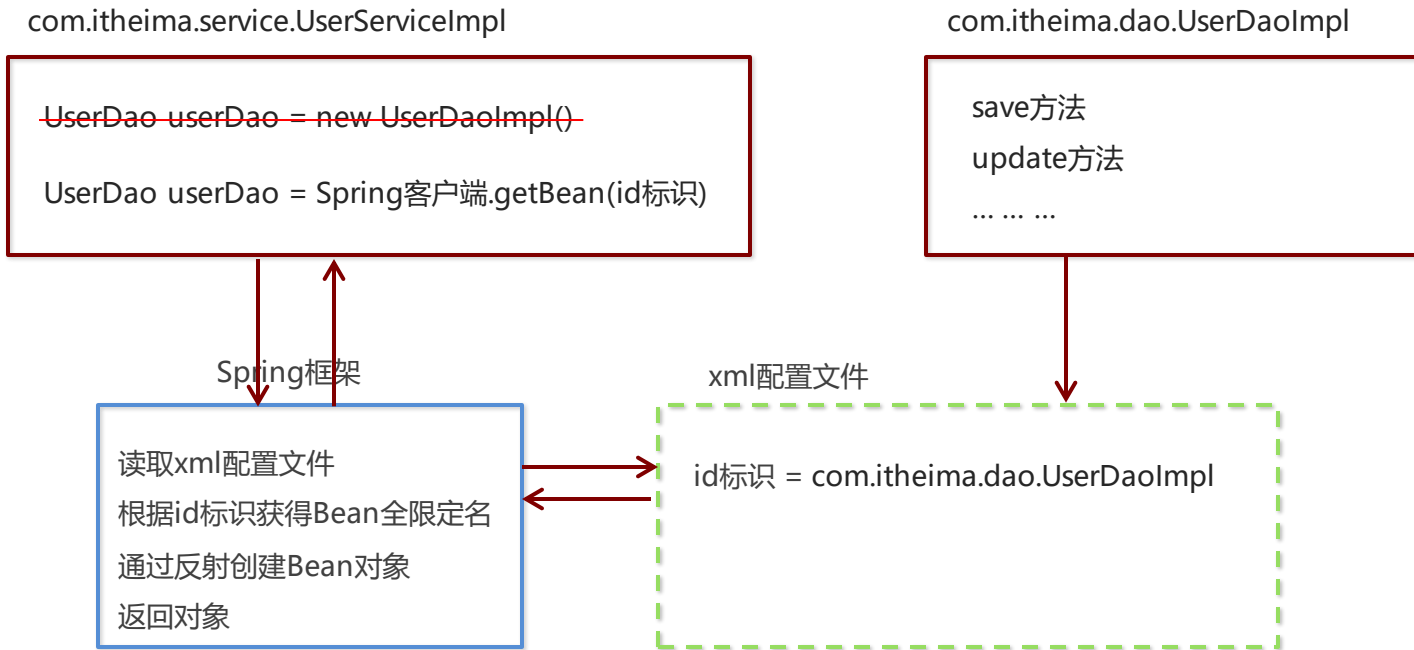 com.itheima.service.UserServiceImpl
com.itheima.dao.UserDaoImpl
UserDao userDao = new UserDaoImpl()
UserDao userDao = Spring客户端.getBean(id标识)
save方法
update方法
... ... ...
Spring框架
xml配置文件
读取xml配置文件
根据id标识获得Bean全限定名
通过反射创建Bean对象
返回对象
id标识 = com.itheima.dao.UserDaoImpl